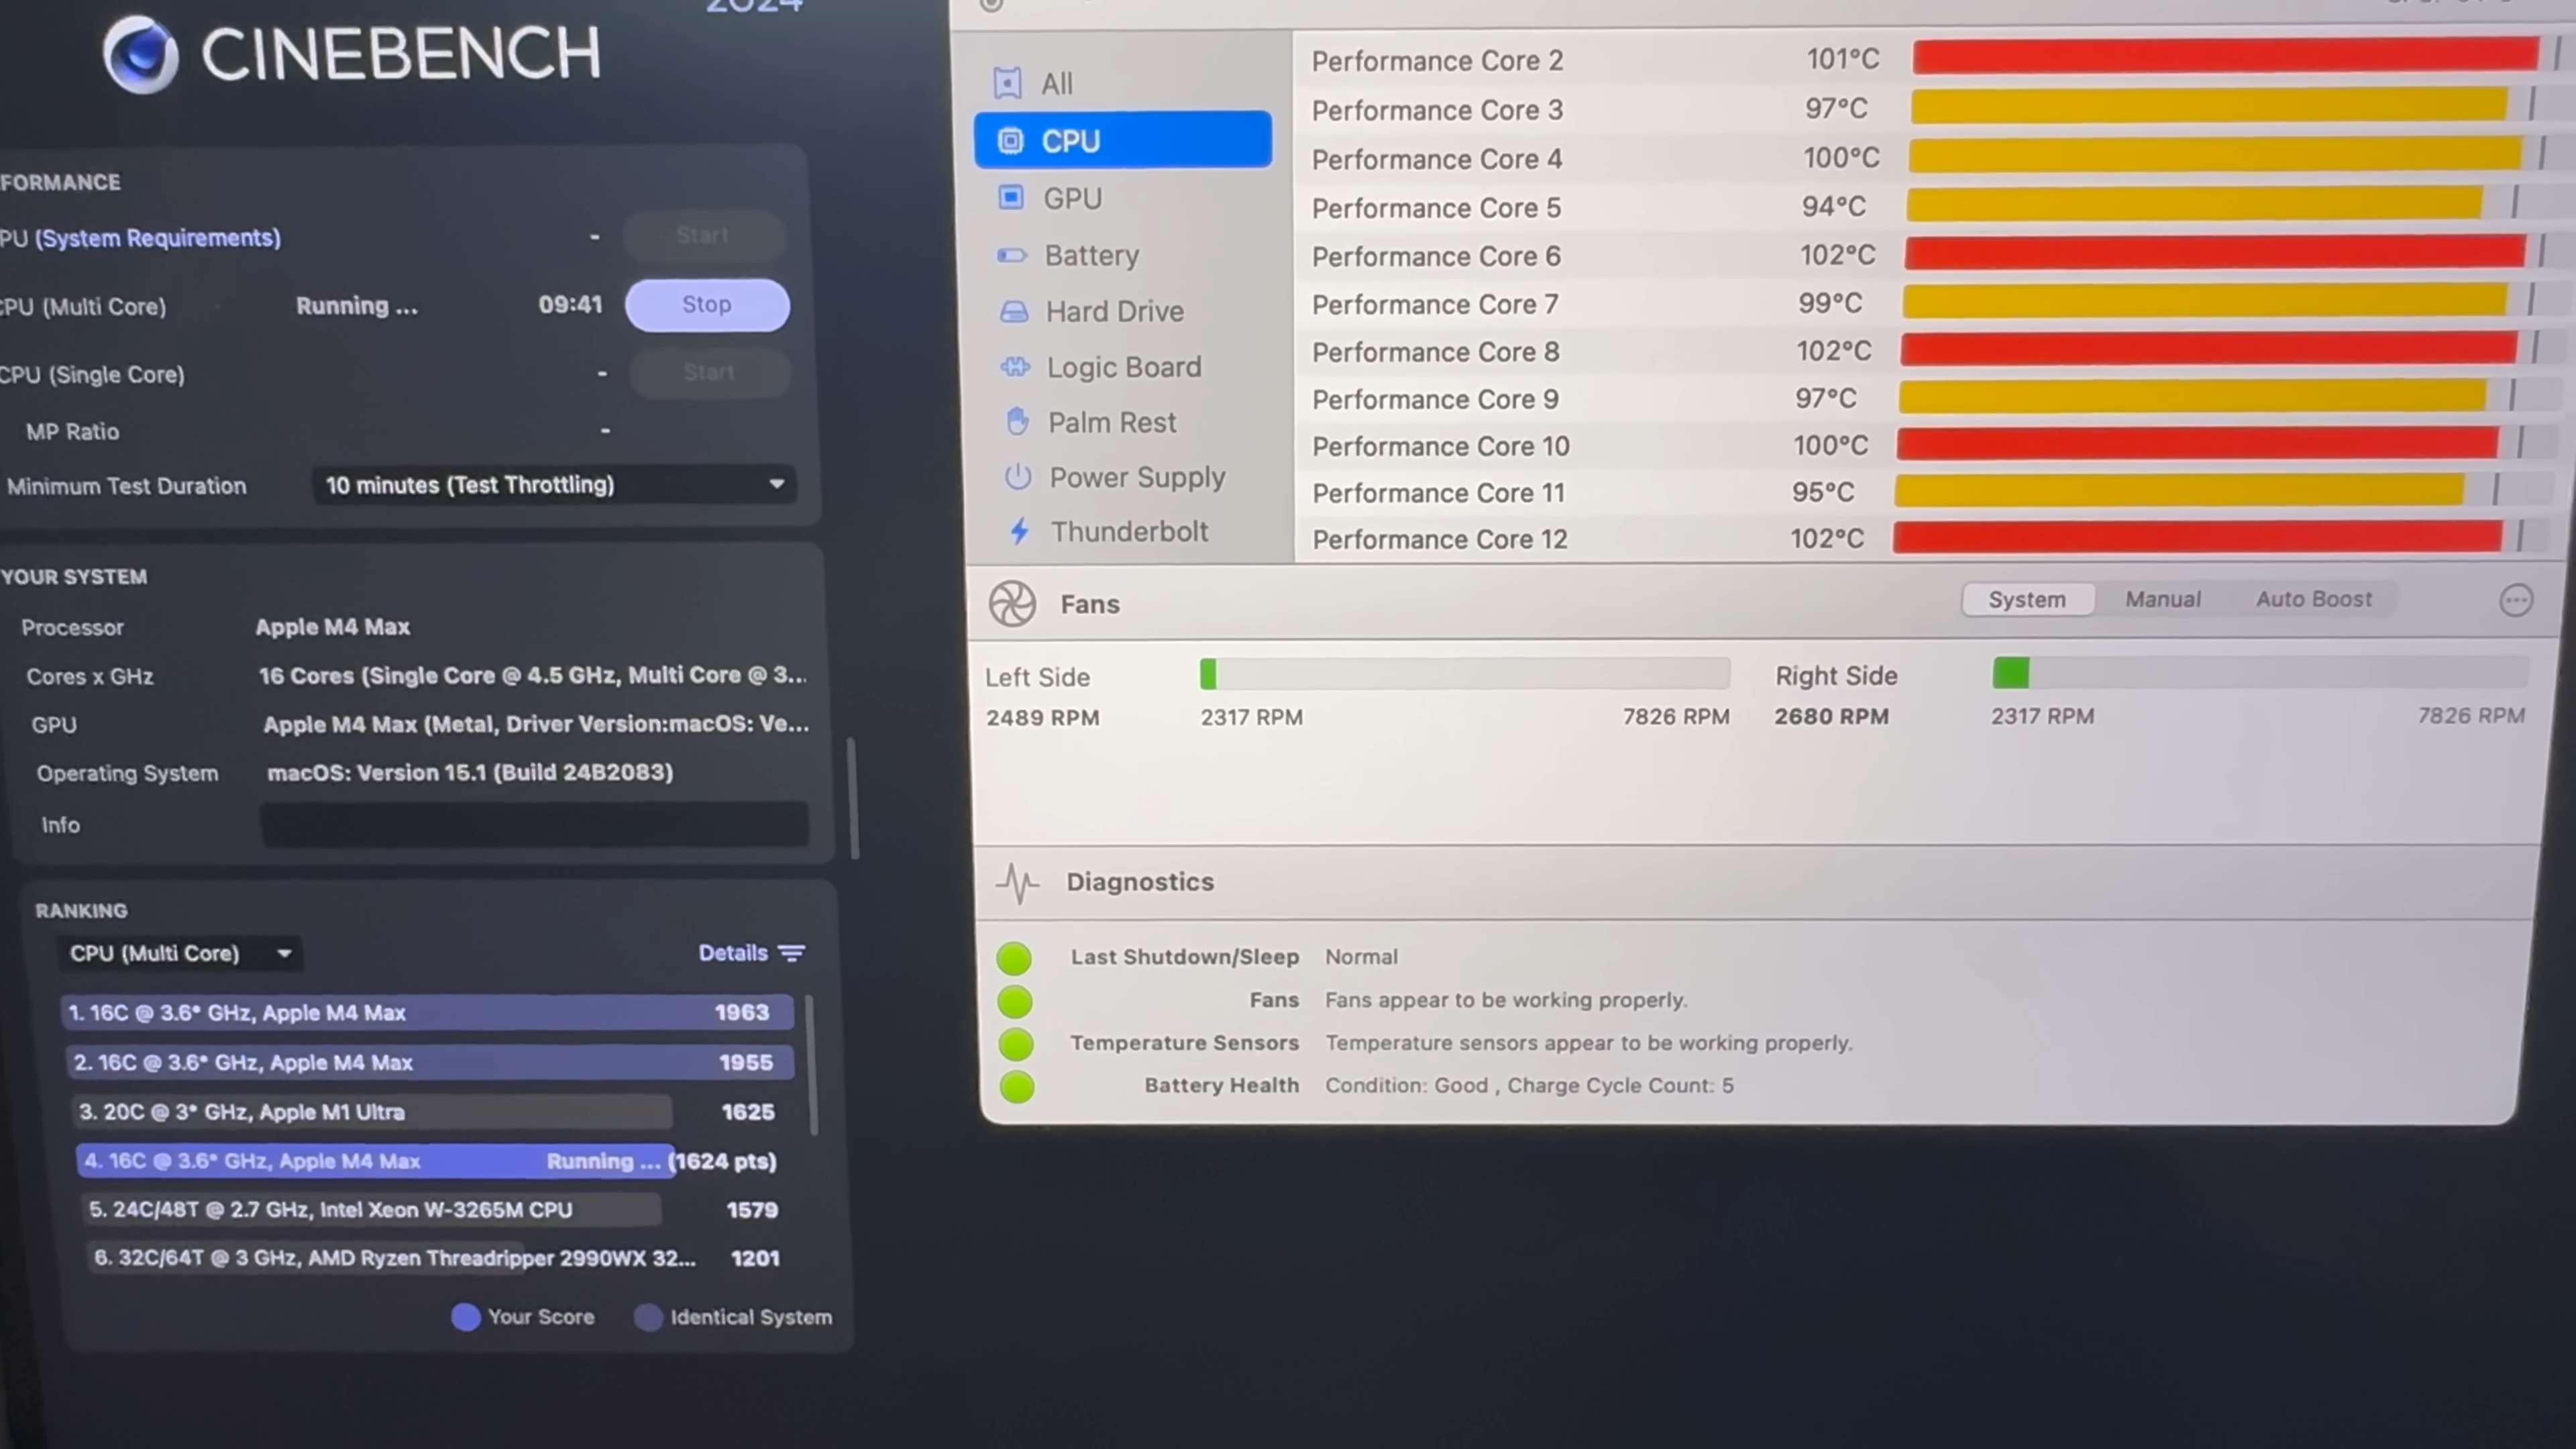 2024
CINEBENCH
FORMANCE
PU (System Requirements) - Start
CPU (Multi Core) Running ... 09:41 Stop
CPU (Single Core) - Start
MP Ratio -
Minimum Test Duration 10 minutes (Test Throttling)
YOUR SYSTEM
Processor Apple M4 Max
Cores x GHz 16 Cores (Single Core @ 4.5 GHz, Multi Core @ 3...
GPU Apple M4 Max (Metal, Driver Version:macOS: Ve...
Operating System macOS: Version 15.1 (Build 24B2083)
Info
RANKING
CPU (Multi Core) Details
1. 16C @ 3.6* GHz, Apple M4 Max 1963
2. 16C @ 3.6* GHz, Apple M4 Max 1955
3. 20C @ 3* GHz, Apple M1 Ultra 1625
4. 16C @ 3.6* GHz, Apple M4 Max Running ... (1624 pts)
5. 24C/48T @ 2.7 GHz, Intel Xeon W-3265M CPU 1579
6. 32C/64T @ 3 GHz, AMD Ryzen Threadripper 2990WX 32... 1201
Your Score Identical System
All
CPU
GPU
Battery
Hard Drive
Logic Board
Palm Rest
Power Supply
Thunderbolt
Performance Core 2 101°C
Performance Core 3 97°C
Performance Core 4 100°C
Performance Core 5 94°C
Performance Core 6 102°C
Performance Core 7 99°C
Performance Core 8 102°C
Performance Core 9 97°C
Performance Core 10 100°C
Performance Core 11 95°C
Performance Core 12 102°C
Fans System Manual Auto Boost
Left Side Right Side
2489 RPM 2317 RPM 7826 RPM 2680 RPM 2317 RPM 7826 RPM
Diagnostics
Last Shutdown/Sleep Normal
Fans Fans appear to be working properly.
Temperature Sensors Temperature sensors appear to be working properly.
Battery Health Condition: Good , Charge Cycle Count: 5